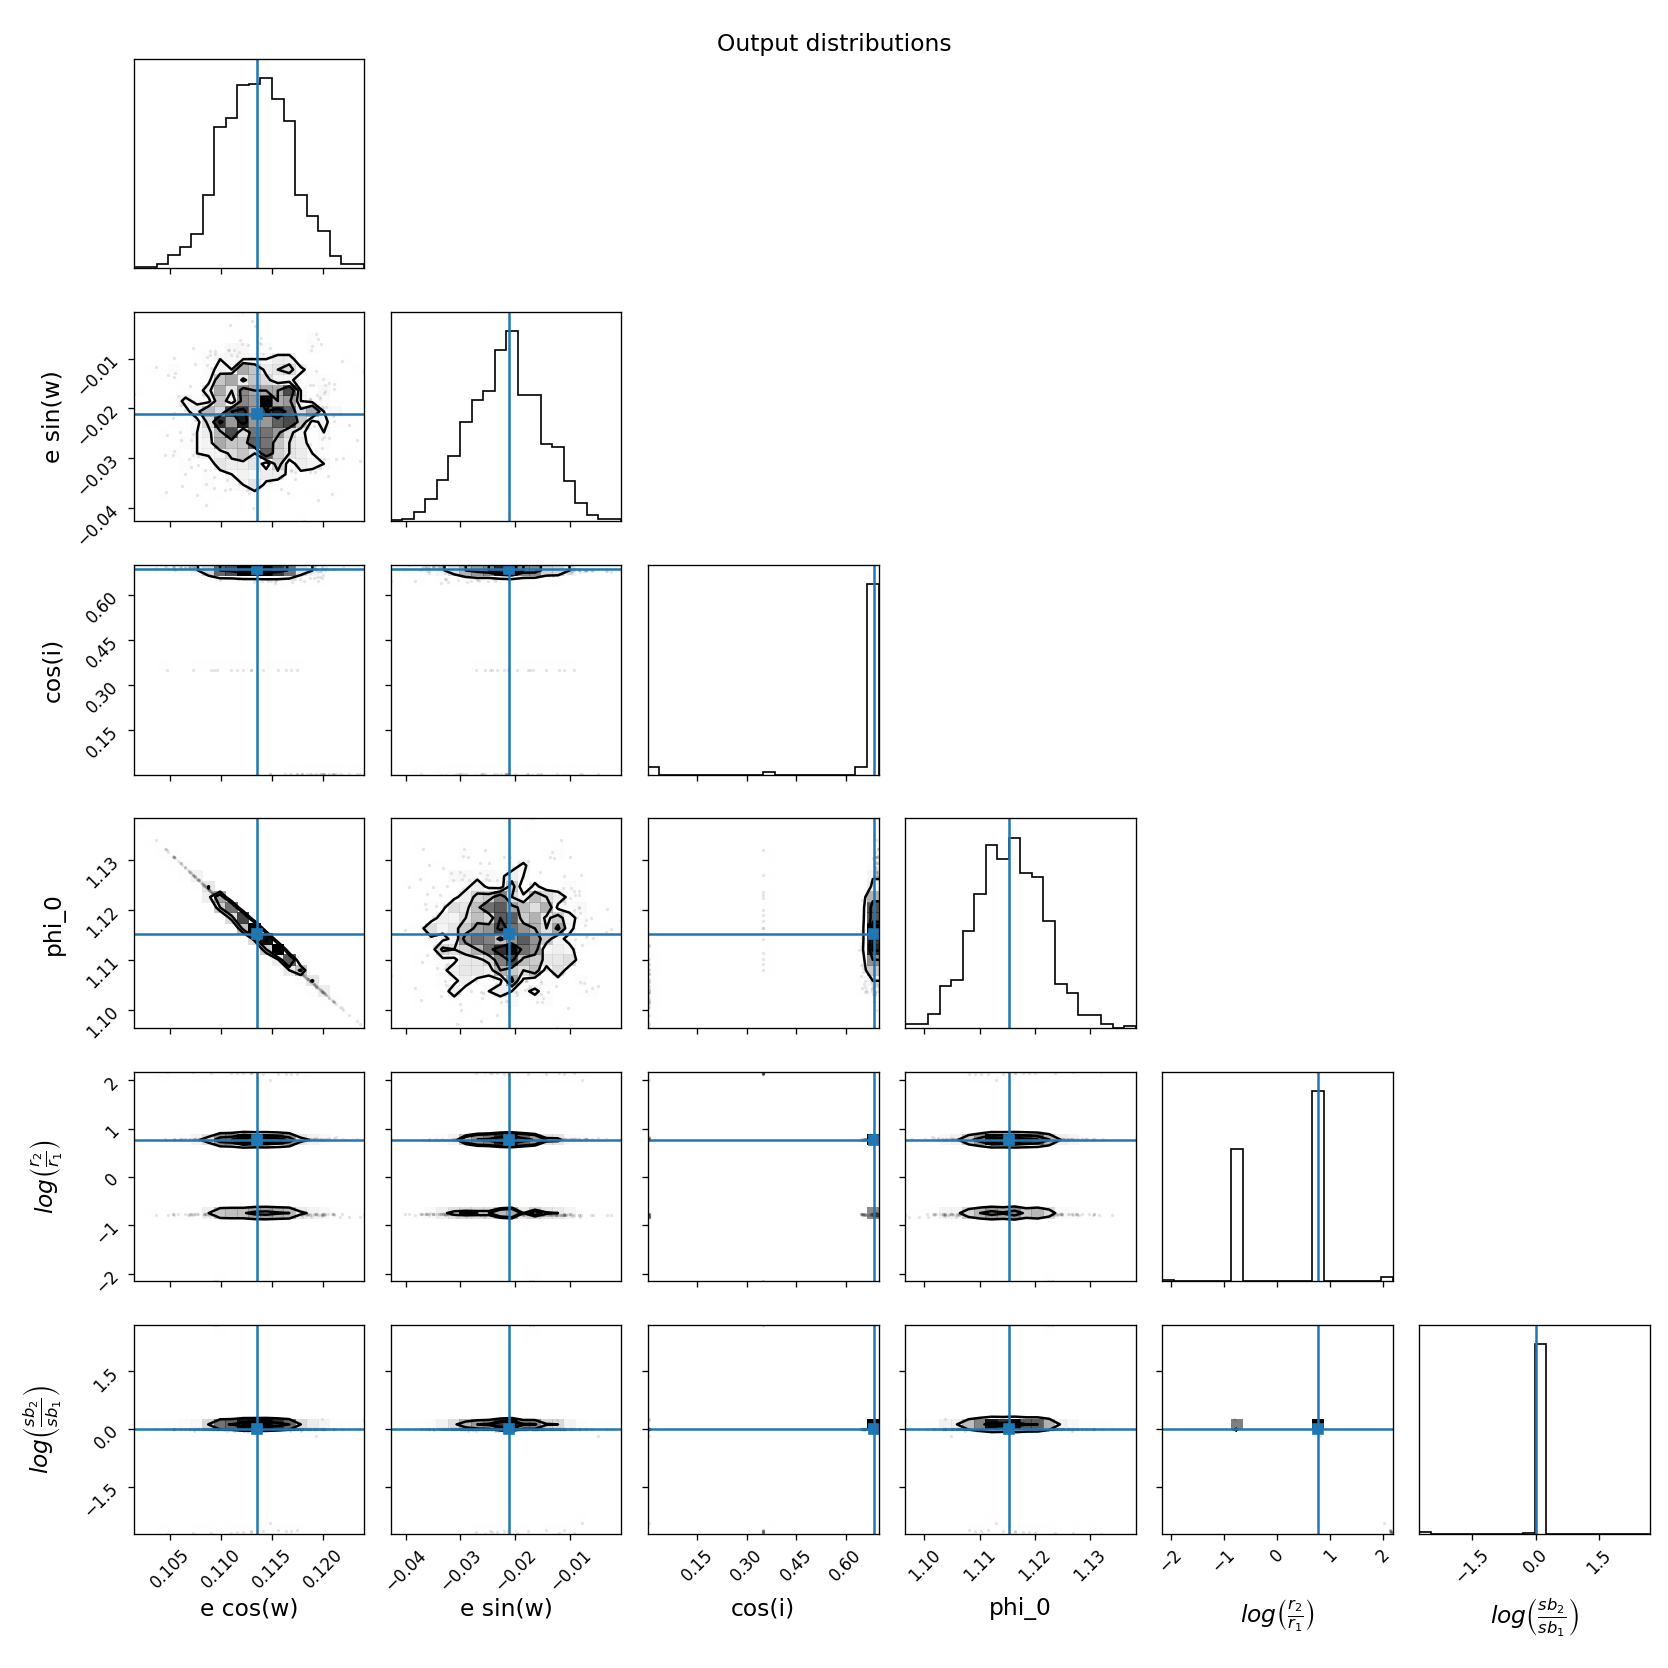 Output distributions
e sin(w)
−0.01
−0.02
−0.03
−0.04
cos(i)
0.60
0.45
0.30
0.15
phi_0
1.13
1.12
1.11
1.10
log(r₂/r₁)
2
1
0
−1
−2
log(sb₂/sb₁)
1.5
0.0
−1.5
0.105 0.110 0.115 0.120 −0.04 −0.03 −0.02 −0.01 0.15 0.30 0.45 0.60 1.10 1.11 1.12 1.13 −2 −1 0 1 2 −1.5 0.0 1.5
e cos(w) e sin(w) cos(i) phi_0 log(r₂/r₁) log(sb₂/sb₁)